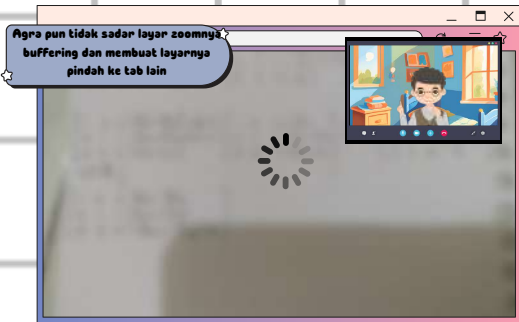 Agra pun tidak sadar layar zoomnya
buffering dan membuat layarnya
pindah ke tab lain